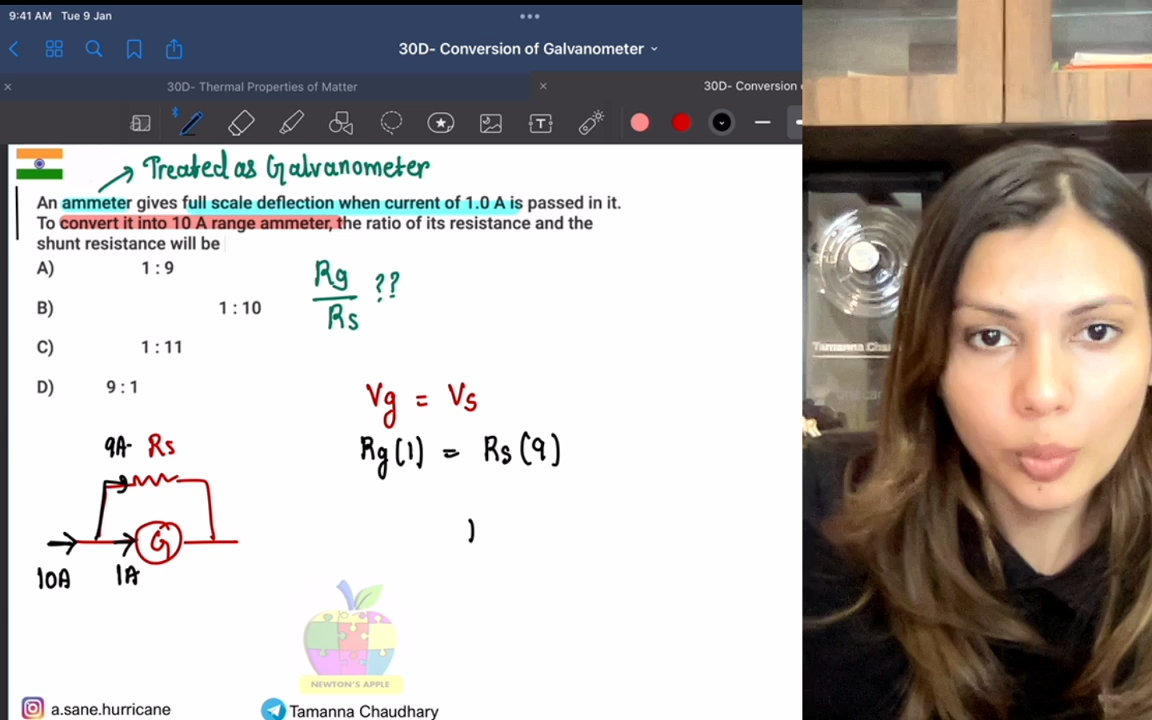 9:41 AM Tue 9 Jan
30D- Conversion of Galvanometer
30D- Thermal Properties of Matter
30D- Conversion
Treated as Galvanometer
An ammeter gives full scale deflection when current of 1.0 A is passed in it.
To convert it into 10 A range ammeter, the ratio of its resistance and the
shunt resistance will be
A) 1 : 9
B) 1 : 10
C) 1 : 11
D) 9 : 1
Rg
Rs
??
Vg = Vs
Rg(1) = Rs(9)
9A- Rs
G
10A 1A
T
Tamanna
NEWTON'S APPLE
a.sane.hurricane
Tamanna Chaudhary